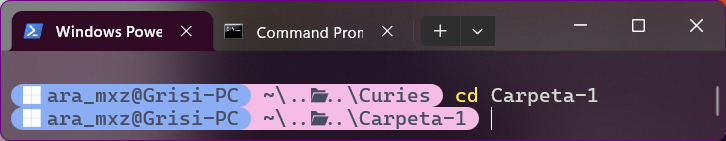 Windows Powe
Command Pron
ara_mxz@Grisi-PC ~\..\..\Curies cd Carpeta-1
ara_mxz@Grisi-PC ~\..\..\Carpeta-1